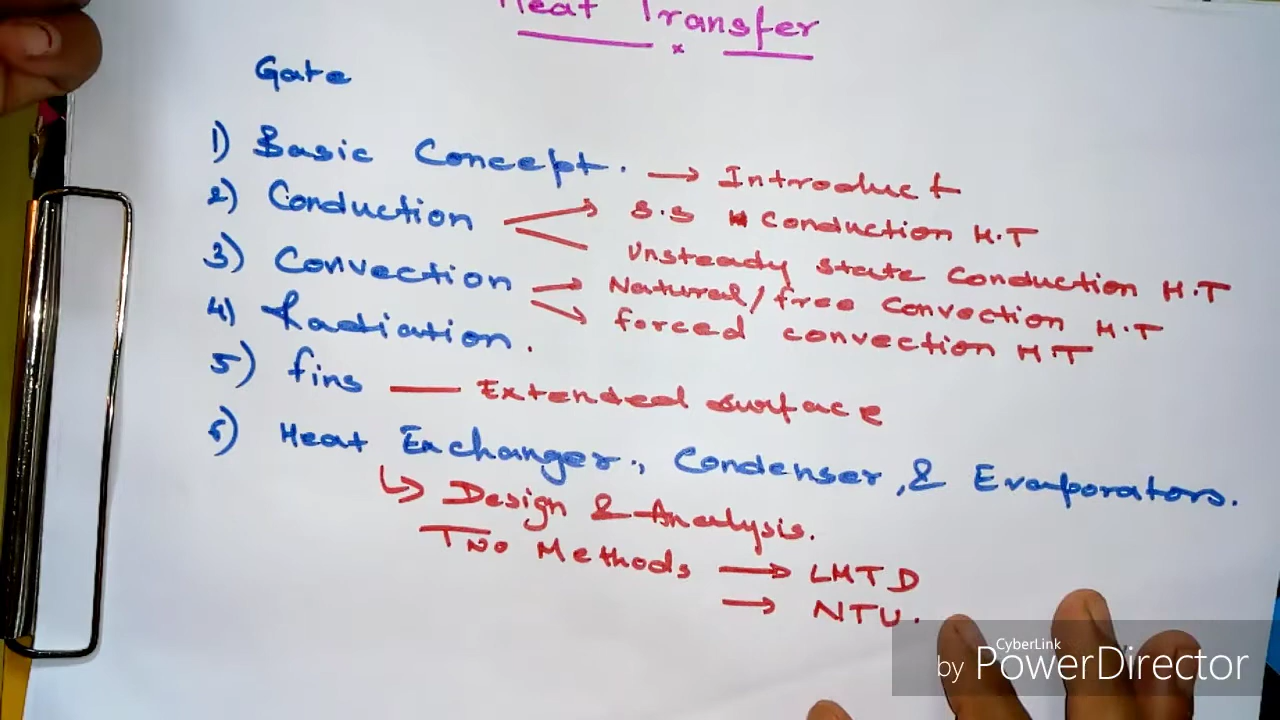 Heat Transfer
x
Gate
1) Basic Concept. → Introduct
2) Conduction → S.S Conduction H.T
Unsteady state Conduction H.T
3) Convection → Natural/free Convection H.T
→ forced convection H.T
4) Radiation.
5) fins — Extended surface
6) Heat Exchanger., Condenser, & Evaporators.
↳ Design & Analysis.
Two Methods → LMTD
→ NTU.
CyberLink
by PowerDirector